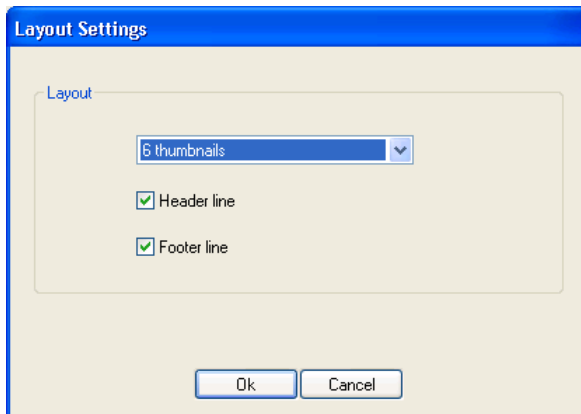 Layout Settings
Layout
6 thumbnails
Header line
Footer line
Ok
Cancel